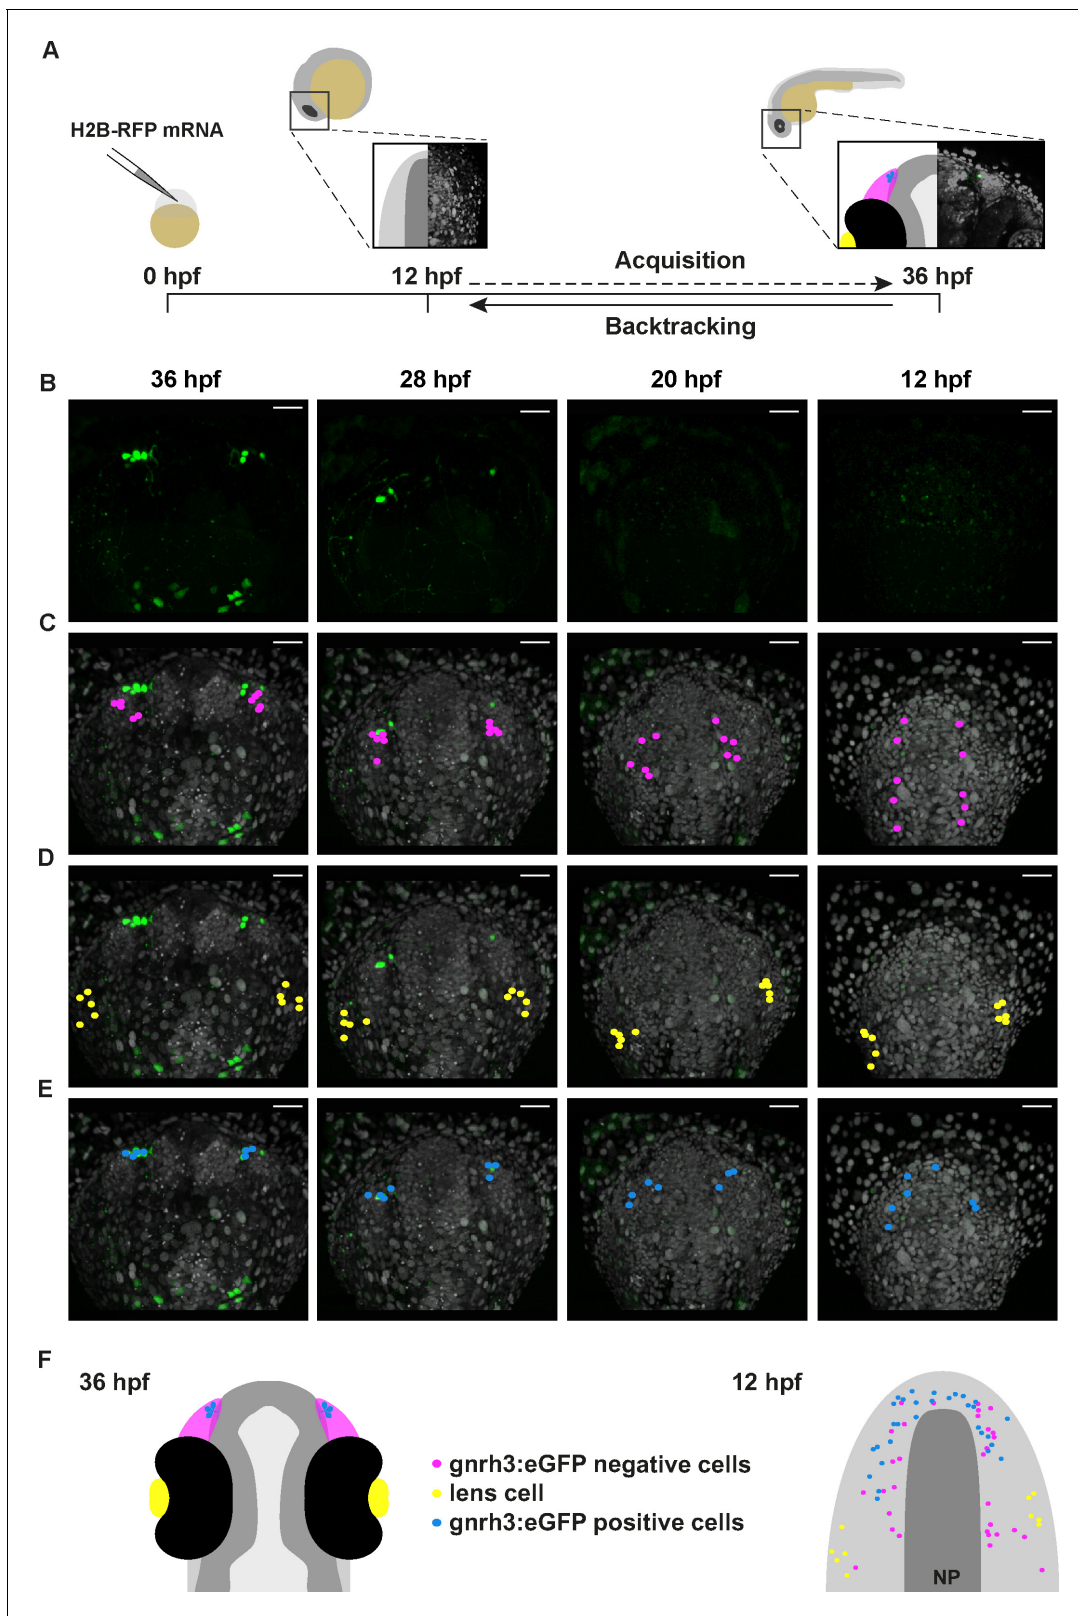 A
H2B-RFP mRNA
0 hpf
12 hpf
Acquisition
36 hpf
Backtracking
B
36 hpf
28 hpf
20 hpf
12 hpf
C
D
E
F
36 hpf
12 hpf
gnrh3:eGFP negative cells
lens cell
gnrh3:eGFP positive cells
NP